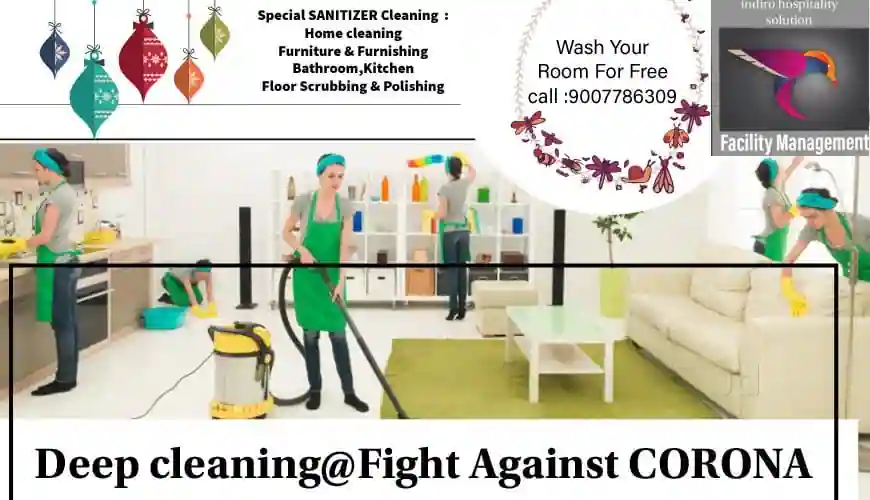 Special SANITIZER Cleaning :
Home cleaning
Furniture & Furnishing
Bathroom,Kitchen
Floor Scrubbing & Polishing
Wash Your
Room For Free
call :9007786309
indiro hospitality
solution
Facility Management
Deep cleaning@Fight Against CORONA